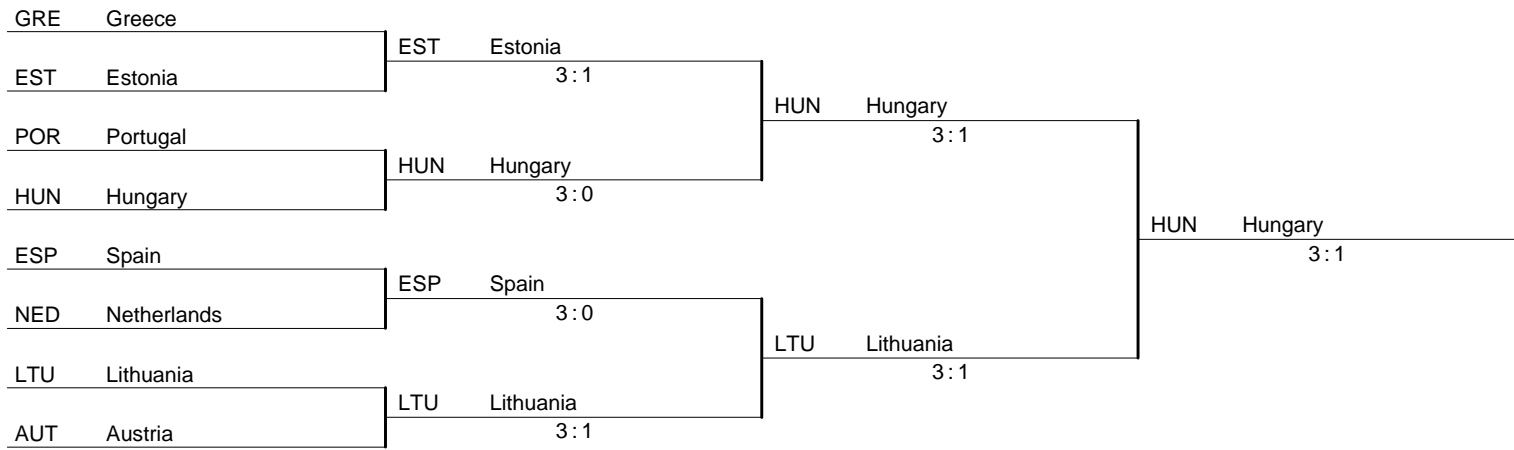 GRE Greece
EST Estonia
3 : 1
EST Estonia
POR Portugal
HUN Hungary
3 : 1
HUN Hungary
3 : 0
HUN Hungary
HUN Hungary
3 : 1
ESP Spain
ESP Spain
3 : 0
NED Netherlands
LTU Lithuania
3 : 1
LTU Lithuania
LTU Lithuania
3 : 1
AUT Austria